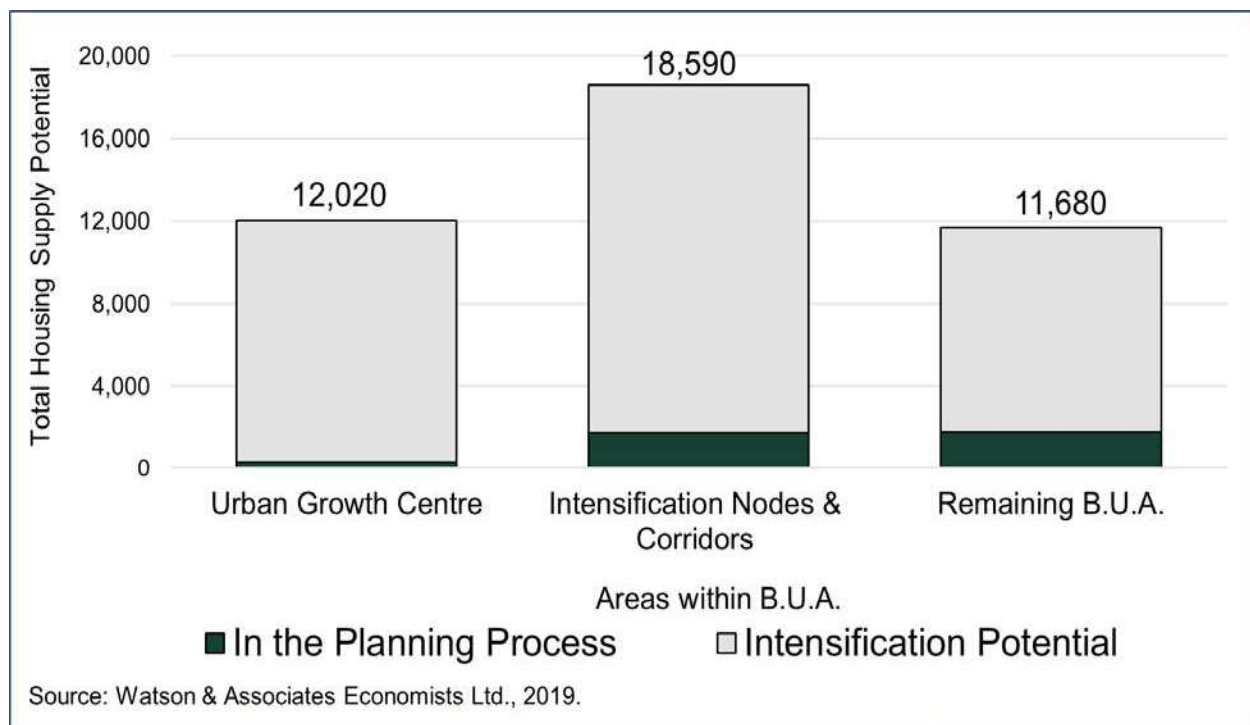 20,000
18,590
16,000
12,020
12,000
11,680
8,000
4,000
0
Total Housing Supply Potential
Urban Growth Centre
Intensification Nodes &
Corridors
Remaining B.U.A.
Areas within B.U.A.
In the Planning Process
Intensification Potential
Source: Watson & Associates Economists Ltd., 2019.